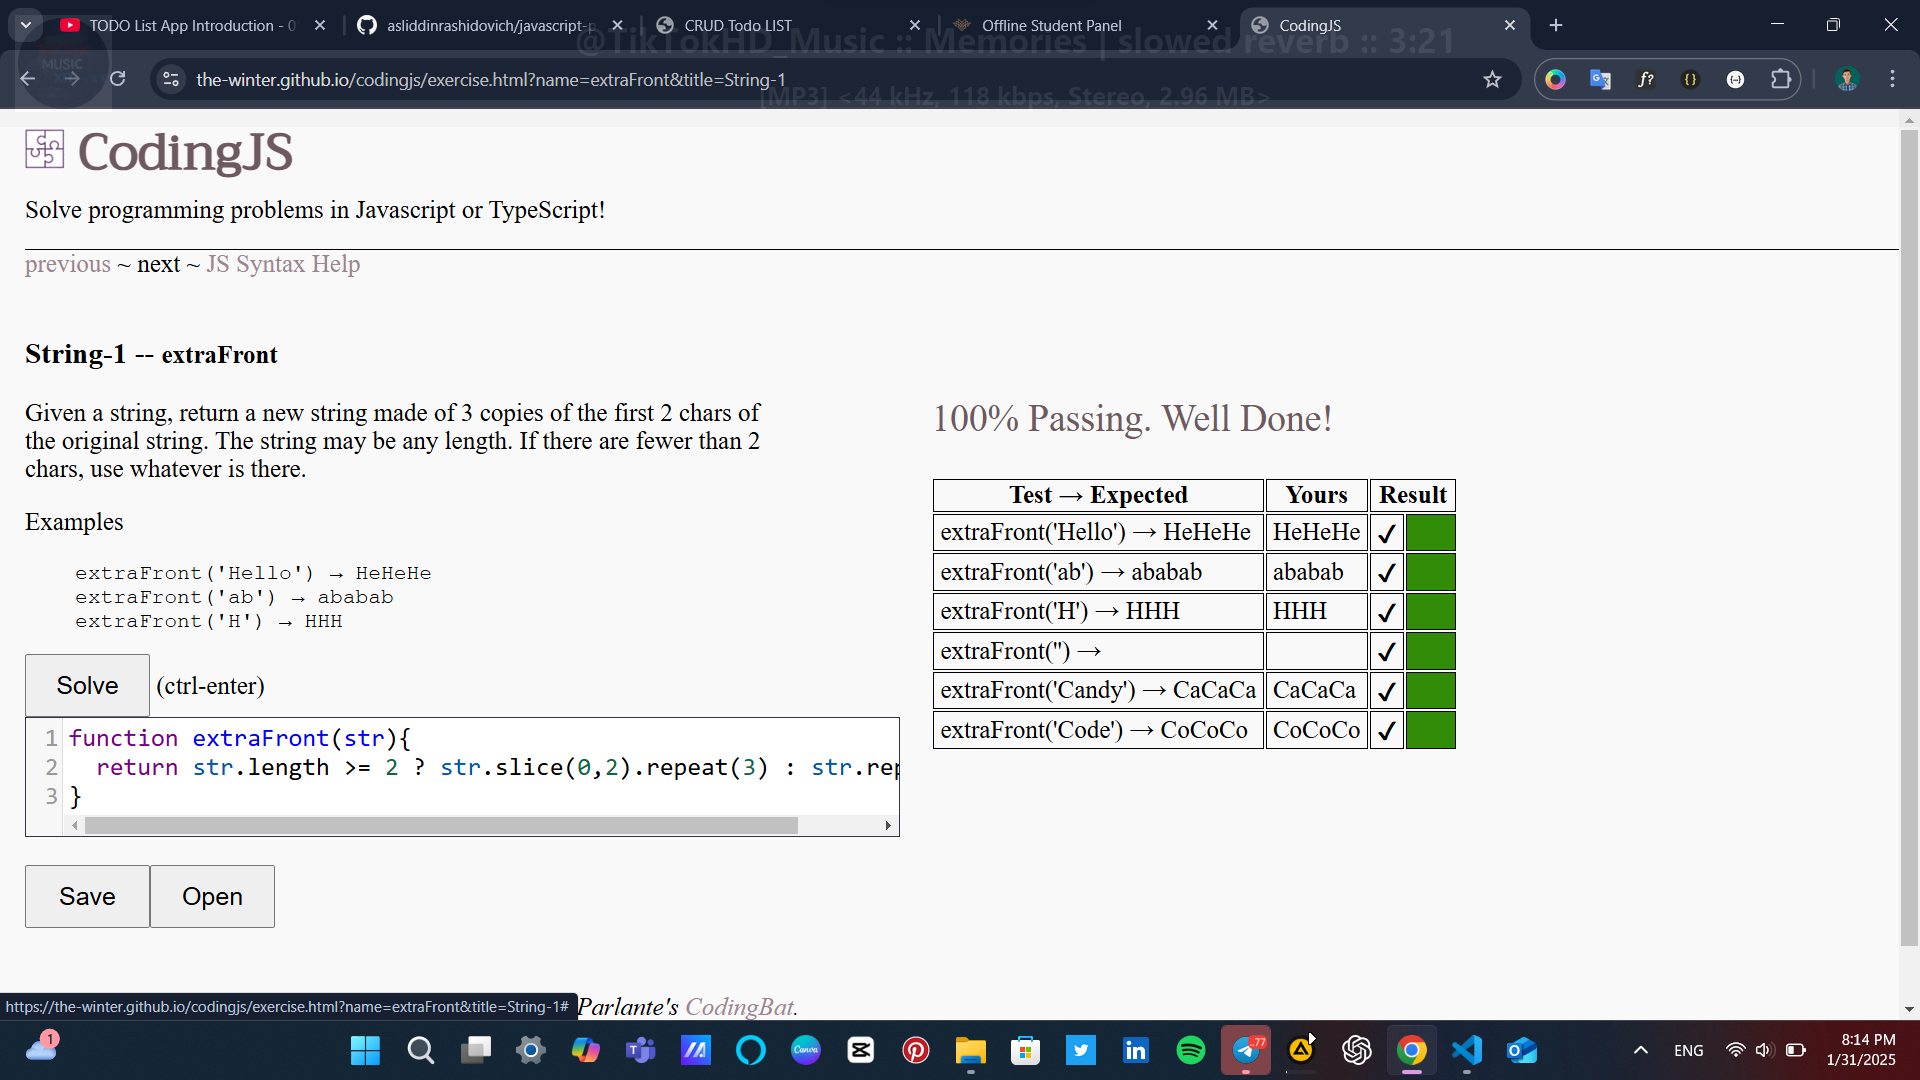 TODO List App Introduction - 0
asliddinrashidovich/javascript-p
CRUD Todo LIST
Offline Student Panel
CodingJS
@TikTokHD_Music :: Memories | slowed reverb :: 3:21
MUSIC
the-winter.github.io/codingjs/exercise.html?name=extraFront&title=String-1
[MP3] <44 kHz, 118 kbps, Stereo, 2.96 MB>
CodingJS
Solve programming problems in Javascript or TypeScript!
previous ~ next ~ JS Syntax Help
String-1 -- extraFront
Given a string, return a new string made of 3 copies of the first 2 chars of
the original string. The string may be any length. If there are fewer than 2
chars, use whatever is there.
Examples
extraFront('Hello') → HeHeHe
extraFront('ab') → ababab
extraFront('H') → HHH
Solve (ctrl-enter)
1 function extraFront(str){
2 return str.length >= 2 ? str.slice(0,2).repeat(3) : str.rep
3 }
Save Open
100% Passing. Well Done!
Test → Expected Yours Result
extraFront('Hello') → HeHeHe HeHeHe ✓
extraFront('ab') → ababab ababab ✓
extraFront('H') → HHH HHH ✓
extraFront('') → ✓
extraFront('Candy') → CaCaCa CaCaCa ✓
extraFront('Code') → CoCoCo CoCoCo ✓
https://the-winter.github.io/codingjs/exercise.html?name=extraFront&title=String-1#
Parlante's CodingBat.
1
Canva
..77
ENG
8:14 PM
1/31/2025